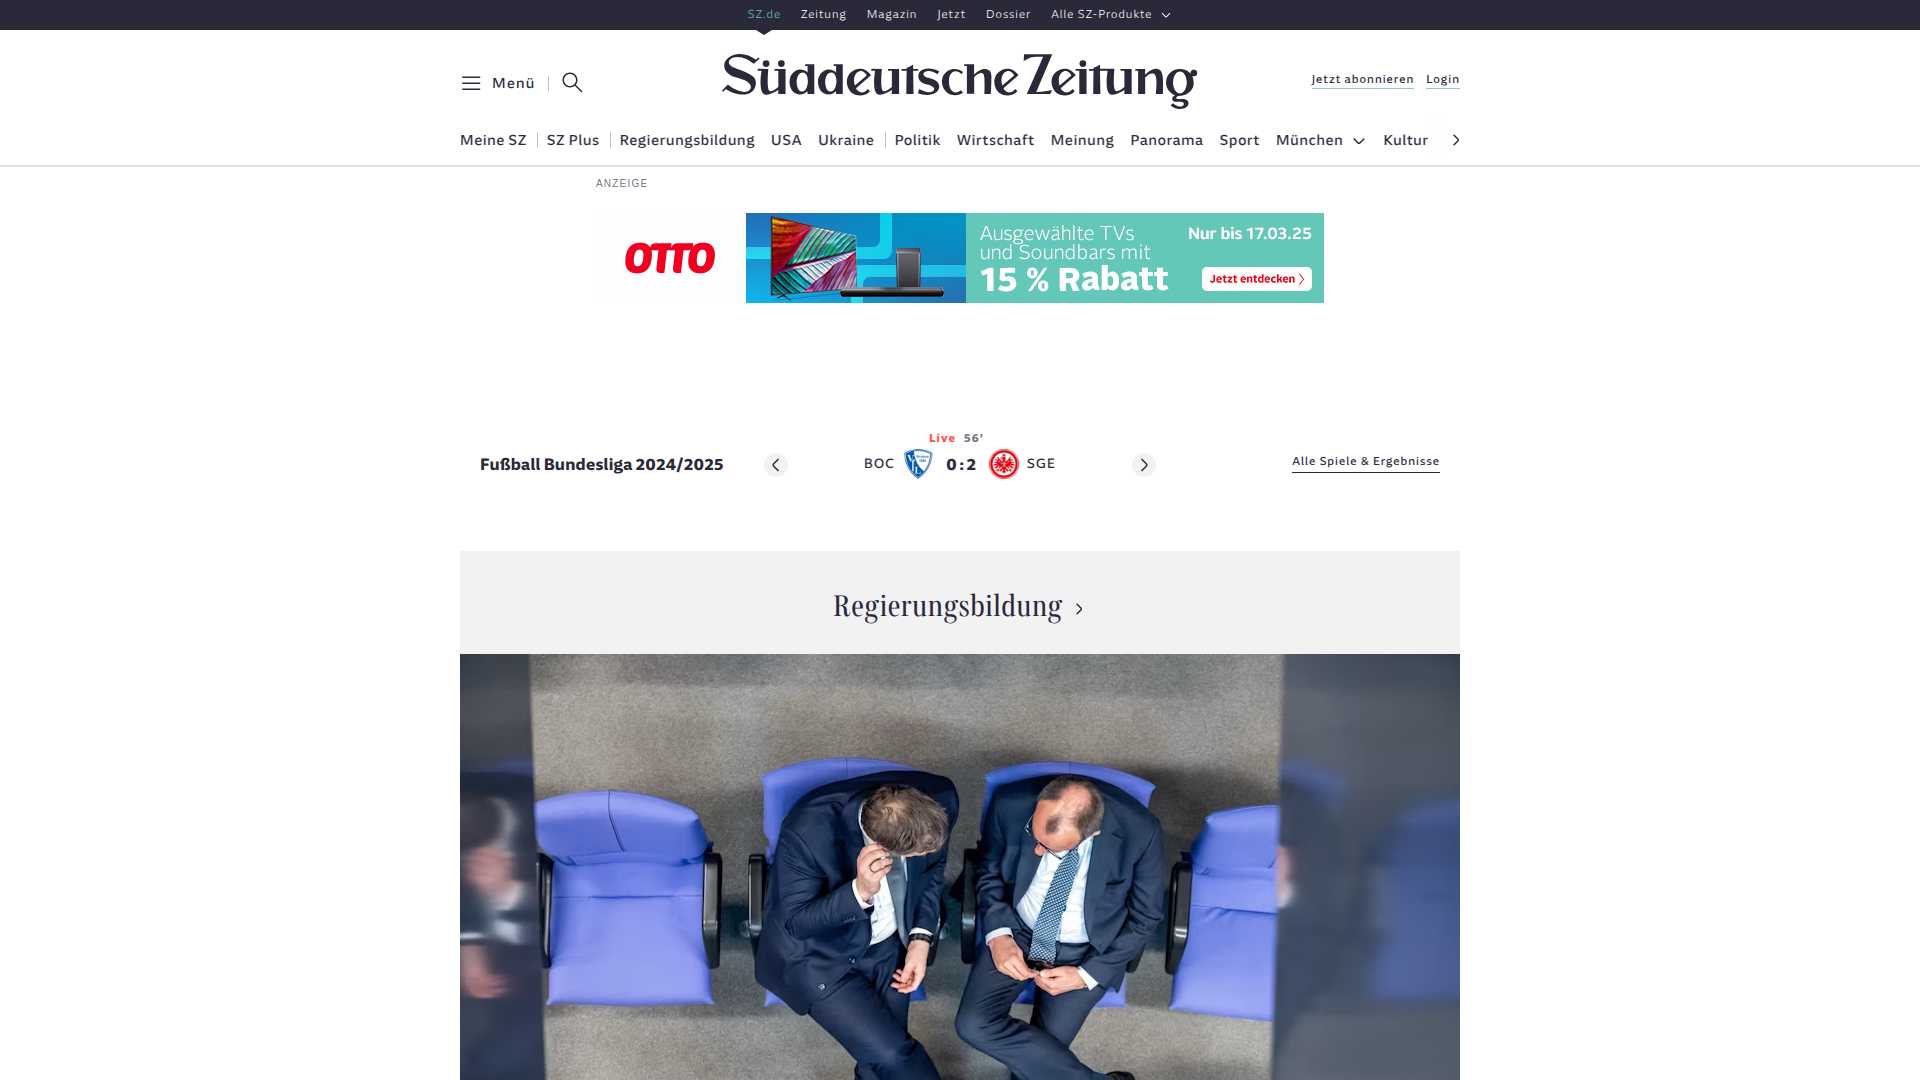 SZ.de Zeitung Magazin Jetzt Dossier Alle SZ-Produkte
Menü
Süddeutsche Zeitung
Jetzt abonnieren Login
Meine SZ SZ Plus Regierungsbildung USA Ukraine Politik Wirtschaft Meinung Panorama Sport München Kultur
ANZEIGE
OTTO
Ausgewählte TVs
und Soundbars mit
15 % Rabatt
Nur bis 17.03.25
Jetzt entdecken
Fußball Bundesliga 2024/2025
Live 56'
BOC 0:2 SGE
Alle Spiele & Ergebnisse
Regierungsbildung